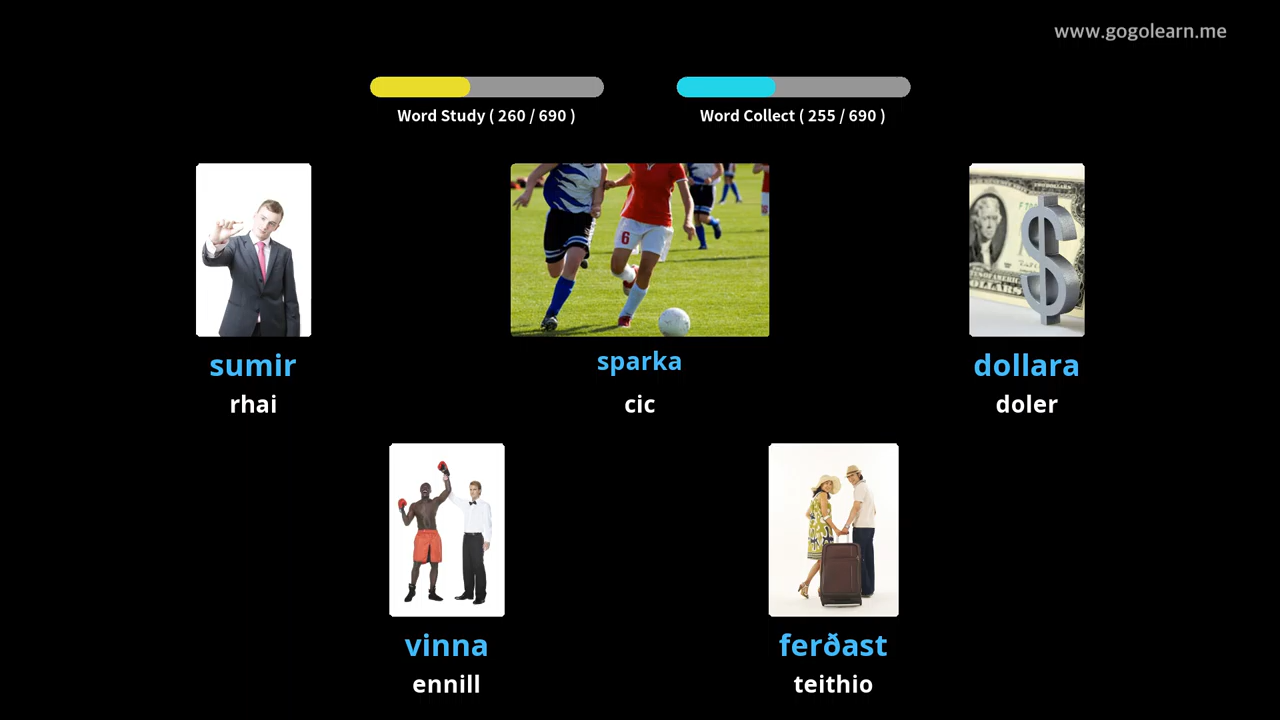 www.gogolearn.me
Word Study ( 260 / 690 )
Word Collect ( 255 / 690 )
sumir
rhai
sparka
cic
dollara
doler
vinna
ennill
ferðast
teithio